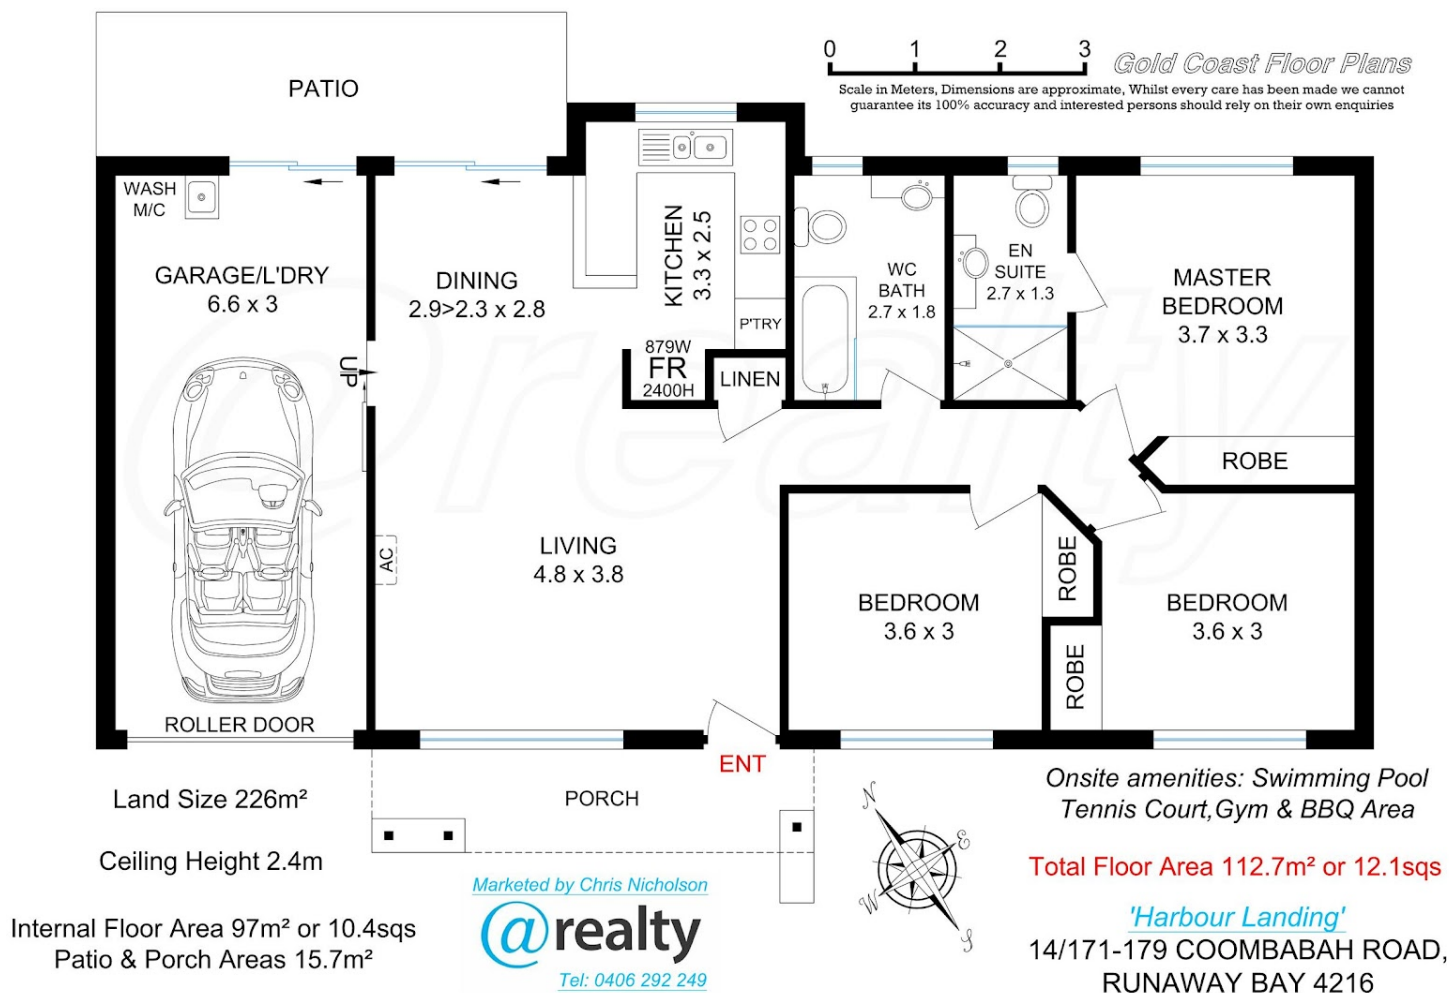 0 1 2 3
Gold Coast Floor Plans
Scale in Meters, Dimensions are approximate, Whilst every care has been made we cannot
guarantee its 100% accuracy and interested persons should rely on their own enquiries
PATIO
WASH
M/C
GARAGE/L'DRY
6.6 x 3
UP
DINING
2.9>2.3 x 2.8
KITCHEN
3.3 x 2.5
P'TRY
879W
FR
2400H
LINEN
WC
BATH
2.7 x 1.8
EN
SUITE
2.7 x 1.3
MASTER
BEDROOM
3.7 x 3.3
ROBE
@realty
AC
LIVING
4.8 x 3.8
BEDROOM
3.6 x 3
ROBE
ROBE
BEDROOM
3.6 x 3
ROLLER DOOR
ENT
PORCH
Land Size 226m²
Ceiling Height 2.4m
Internal Floor Area 97m² or 10.4sqs
Patio & Porch Areas 15.7m²
Marketed by Chris Nicholson
@realty
Tel: 0406 292 249
N
E
W
S
Onsite amenities: Swimming Pool
Tennis Court,Gym & BBQ Area
Total Floor Area 112.7m² or 12.1sqs
'Harbour Landing'
14/171-179 COOMBABAH ROAD,
RUNAWAY BAY 4216